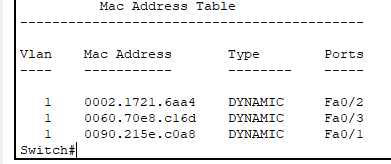 Mac Address Table
-------------------------------------------
Vlan    Mac Address       Type        Ports
----    -----------       --------    -----
1    0002.1721.6aa4    DYNAMIC     Fa0/2
1    0060.70e8.c16d    DYNAMIC     Fa0/3
1    0090.215e.c0a8    DYNAMIC     Fa0/1
Switch#